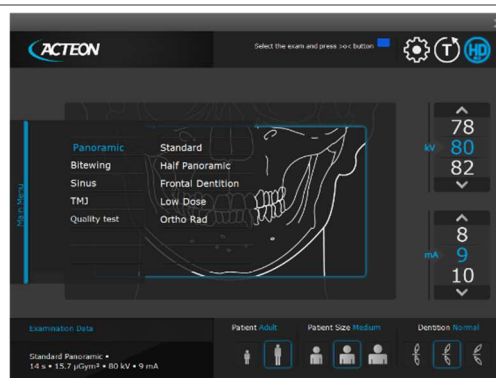 ACTEON
Select the exam and press >o< button
T
HD
Panoramic
Bitewing
Sinus
TMJ
Quality test
Standard
Half Panoramic
Frontal Dentition
Low Dose
Ortho Rad
Main Menu
78
kV 80
82
8
mA 9
10
Examination Data
Standard Panoramic •
14 s • 15.7 µGym² • 80 kV • 9 mA
Patient Adult
Patient Size Medium
Dentition Normal